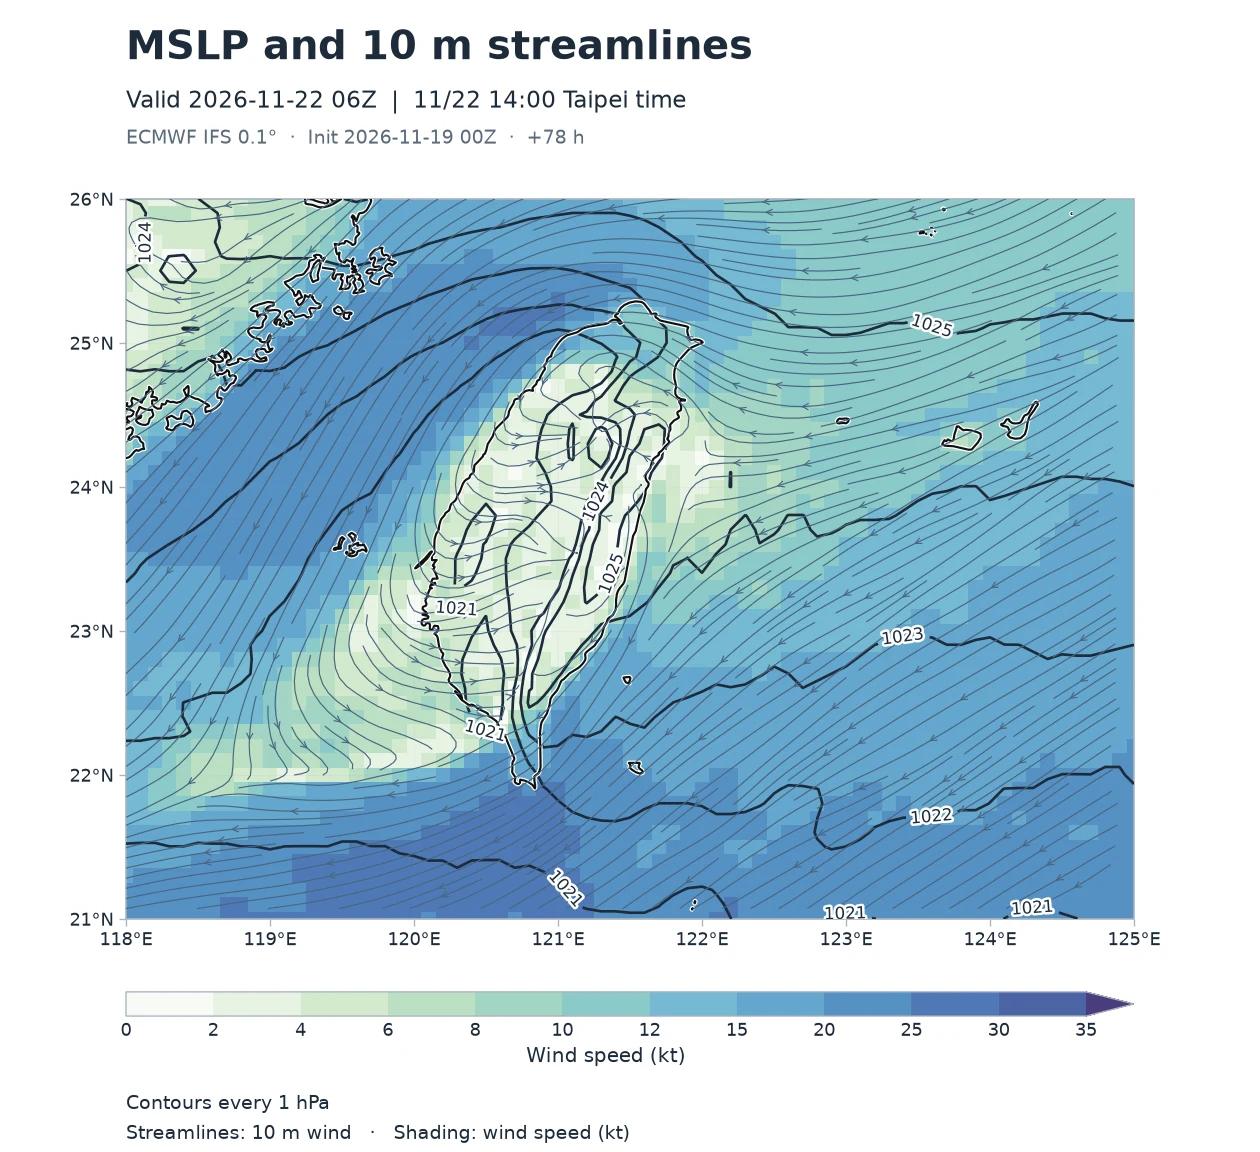 MSLP and 10 m streamlines
Valid 2026-11-22 06Z | 11/22 14:00 Taipei time
ECMWF IFS 0.1° · Init 2026-11-19 00Z · +78 h
26°N
25°N
24°N
23°N
22°N
21°N
1024
1025
1024
1025
1021
1023
1021
1022
1021
1021
1021
118°E 119°E 120°E 121°E 122°E 123°E 124°E 125°E
0 2 4 6 8 10 12 15 20 25 30 35
Wind speed (kt)
Contours every 1 hPa
Streamlines: 10 m wind · Shading: wind speed (kt)